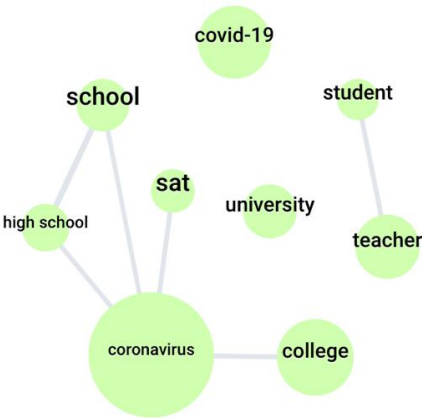 covid-19
school
student
sat
university
high school
teacher
coronavirus
college